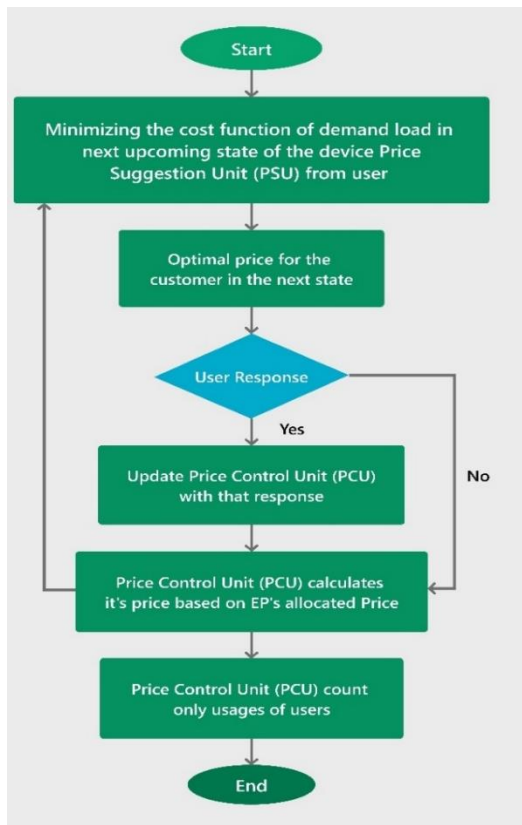 Start
Minimizing the cost function of demand load in
next upcoming state of the device Price
Suggestion Unit (PSU) from user
Optimal price for the
customer in the next state
User Response
Yes
No
Update Price Control Unit (PCU)
with that response
Price Control Unit (PCU) calculates
it's price based on EP's allocated Price
Price Control Unit (PCU) count
only usages of users
End